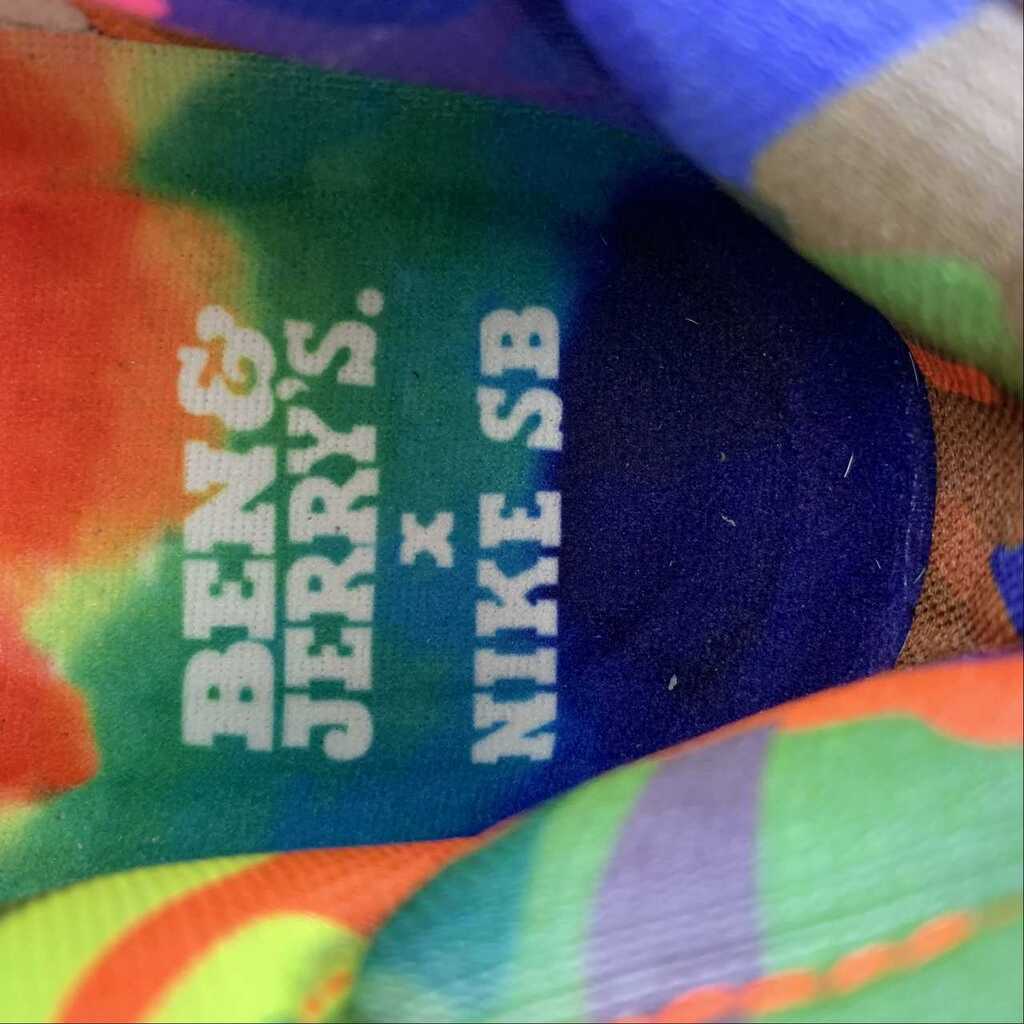 BEN &
JERRY'S.
x
NIKE SB